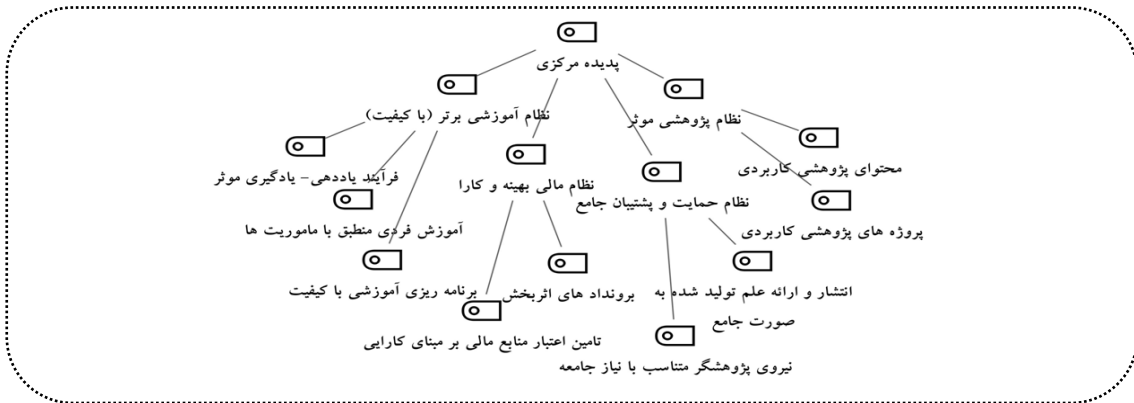 پدیده مرکزی
نظام آموزشی برتر (با کیفیت)
نظام پژوهشی موثر
محتوای پژوهشی کاربردی
فرآیند یاددهی- یادگیری موثر
نظام مالی بهینه و کارا
نظام حمایت و پشتیبان جامع
پروژه های پژوهشی کاربردی
آموزش فردی منطبق با ماموریت ها
برنامه ریزی آموزشی با کیفیت
برونداد های اثربخش
انتشار و ارائه علم تولید شده به
صورت جامع
تامین اعتبار منابع مالی بر مبنای کارایی
نیروی پژوهشگر متناسب با نیاز جامعه